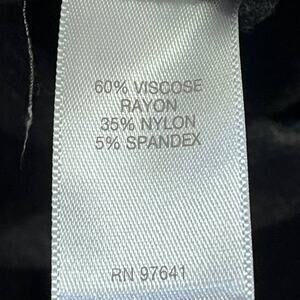 60% VISCOSE
RAYON
35% NYLON
5% SPANDEX
RN 97641